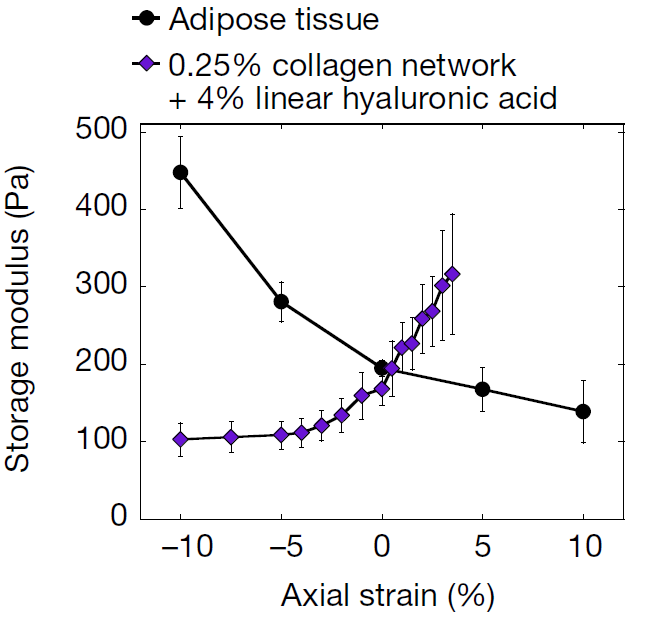 Adipose tissue
0.25% collagen network
+ 4% linear hyaluronic acid
500
400
300
200
100
0
Storage modulus (Pa)
−10 −5 0 5 10
Axial strain (%)